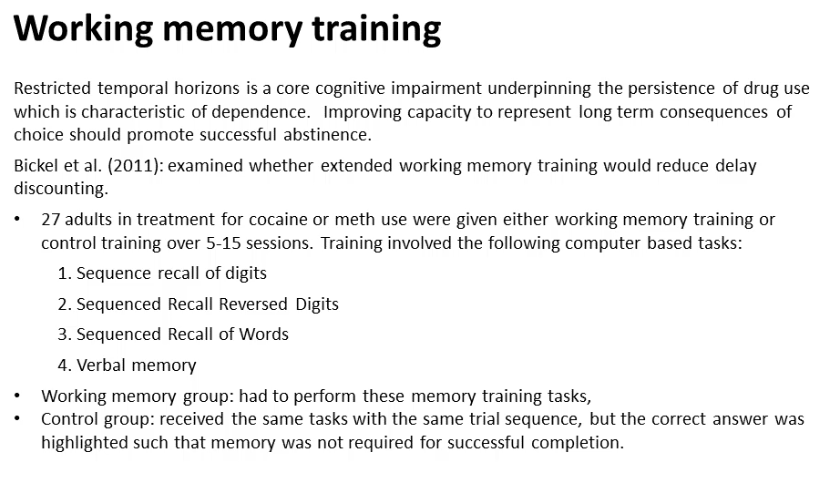 Working memory training
Restricted temporal horizons is a core cognitive impairment underpinning the persistence of drug use
which is characteristic of dependence. Improving capacity to represent long term consequences of
choice should promote successful abstinence.
Bickel et al. (2011): examined whether extended working memory training would reduce delay
discounting.
• 27 adults in treatment for cocaine or meth use were given either working memory training or
control training over 5-15 sessions. Training involved the following computer based tasks:
1. Sequence recall of digits
2. Sequenced Recall Reversed Digits
3. Sequenced Recall of Words
4. Verbal memory
• Working memory group: had to perform these memory training tasks,
• Control group: received the same tasks with the same trial sequence, but the correct answer was
highlighted such that memory was not required for successful completion.